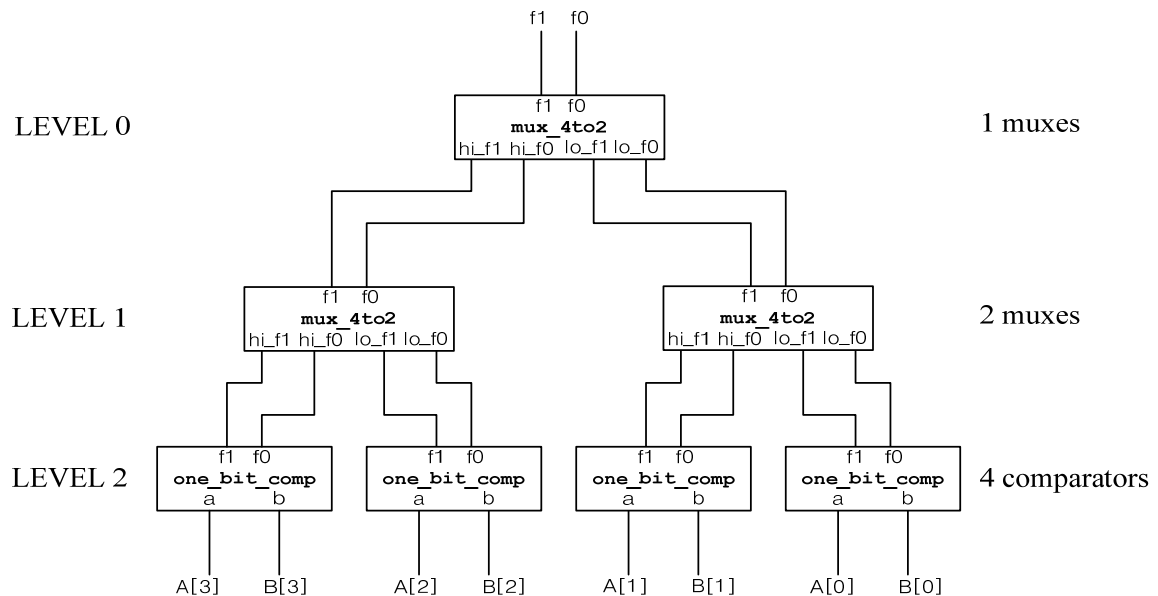 f1 f0
LEVEL 0
f1 f0
mux_4to2
hi_f1 hi_f0 lo_f1 lo_f0
1 muxes
LEVEL 1
f1 f0
mux_4to2
hi_f1 hi_f0 lo_f1 lo_f0
f1 f0
mux_4to2
hi_f1 hi_f0 lo_f1 lo_f0
2 muxes
LEVEL 2
f1 f0
one_bit_comp
a b
f1 f0
one_bit_comp
a b
f1 f0
one_bit_comp
a b
f1 f0
one_bit_comp
a b
4 comparators
A[3] B[3] A[2] B[2] A[1] B[1] A[0] B[0]